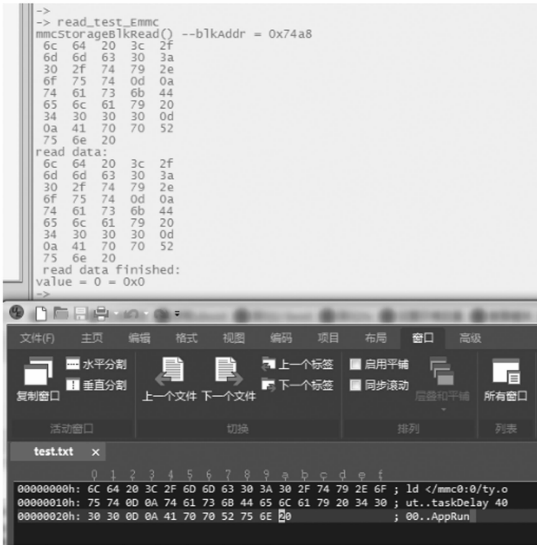 ->
-> read_test_Emmc
mmcStorageBlkRead() --blkAddr = 0x74a8
6c 64 20 3c 2f
6d 6d 63 30 3a
30 2f 74 79 2e
6f 75 74 0d 0a
74 61 73 6b 44
65 6c 61 79 20
34 30 30 30 0d
0a 41 70 70 52
75 6e 20
read data:
6c 64 20 3c 2f
6d 6d 63 30 3a
30 2f 74 79 2e
6f 75 74 0d 0a
74 61 73 6b 44
65 6c 61 79 20
34 30 30 30 0d
0a 41 70 70 52
75 6e 20
read data finished:
value = 0 = 0x0
->
文件(F) 主页 编辑 格式 视图 编码 项目 布局 窗口 高级
复制窗口 水平分割 垂直分割 上一个文件 下一个文件 上一个标签 下一个标签 启用平铺 同步滚动 层叠和平铺 所有窗口
活动窗口 切换 排列 列表
test.txt ×
0 1 2 3 4 5 6 7 8 9 a b c d e f
00000000h: 6C 64 20 3C 2F 6D 6D 63 30 3A 30 2F 74 79 2E 6F ; ld </mmc0:0/ty.o
00000010h: 75 74 0D 0A 74 61 73 6B 44 65 6C 61 79 20 34 30 ; ut..taskDelay 40
00000020h: 30 30 0D 0A 41 70 70 52 75 6E 20 ; 00..AppRun